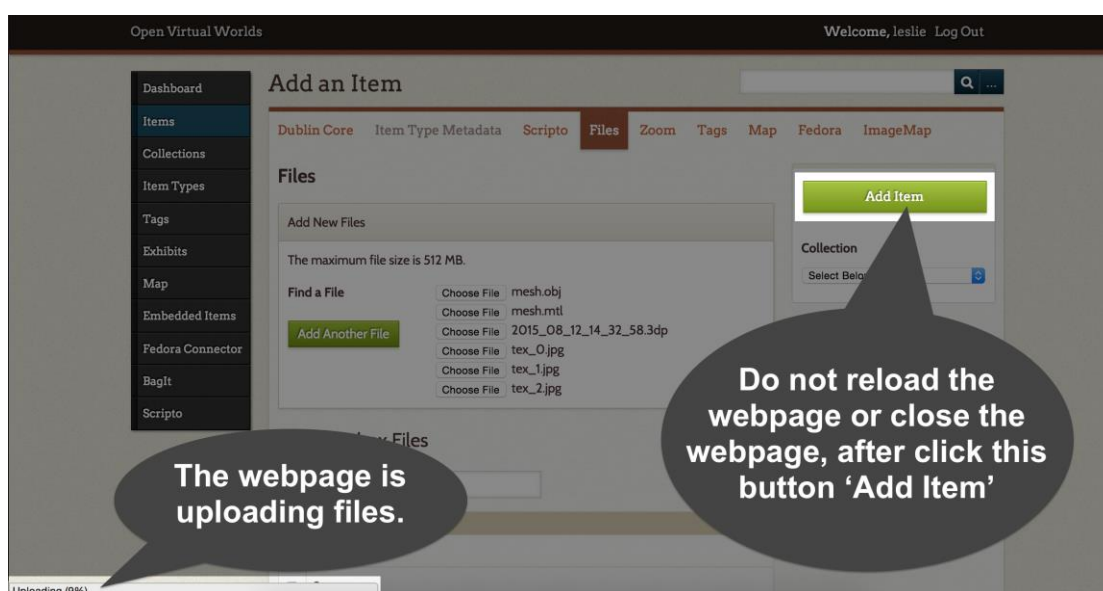 Open Virtual Worlds
Welcome, leslie Log Out
Add an Item
...
Dashboard
Items
Collections
Item Types
Tags
Exhibits
Map
Embedded Items
Fedora Connector
BagIt
Scripto
Dublin Core Item Type Metadata Scripto Files Zoom Tags Map Fedora ImageMap
Files
Add New Files
The maximum file size is 512 MB.
Find a File
Add Another File
Choose File mesh.obj
Choose File mesh.mtl
Choose File 2015_08_12_14_32_58.3dp
Choose File tex_0.jpg
Choose File tex_1.jpg
Choose File tex_2.jpg
Files
Add Item
Collection
Select
Do not reload the
webpage or close the
webpage, after click this
button ‘Add Item’
The webpage is
uploading files.
Uploading (9%)